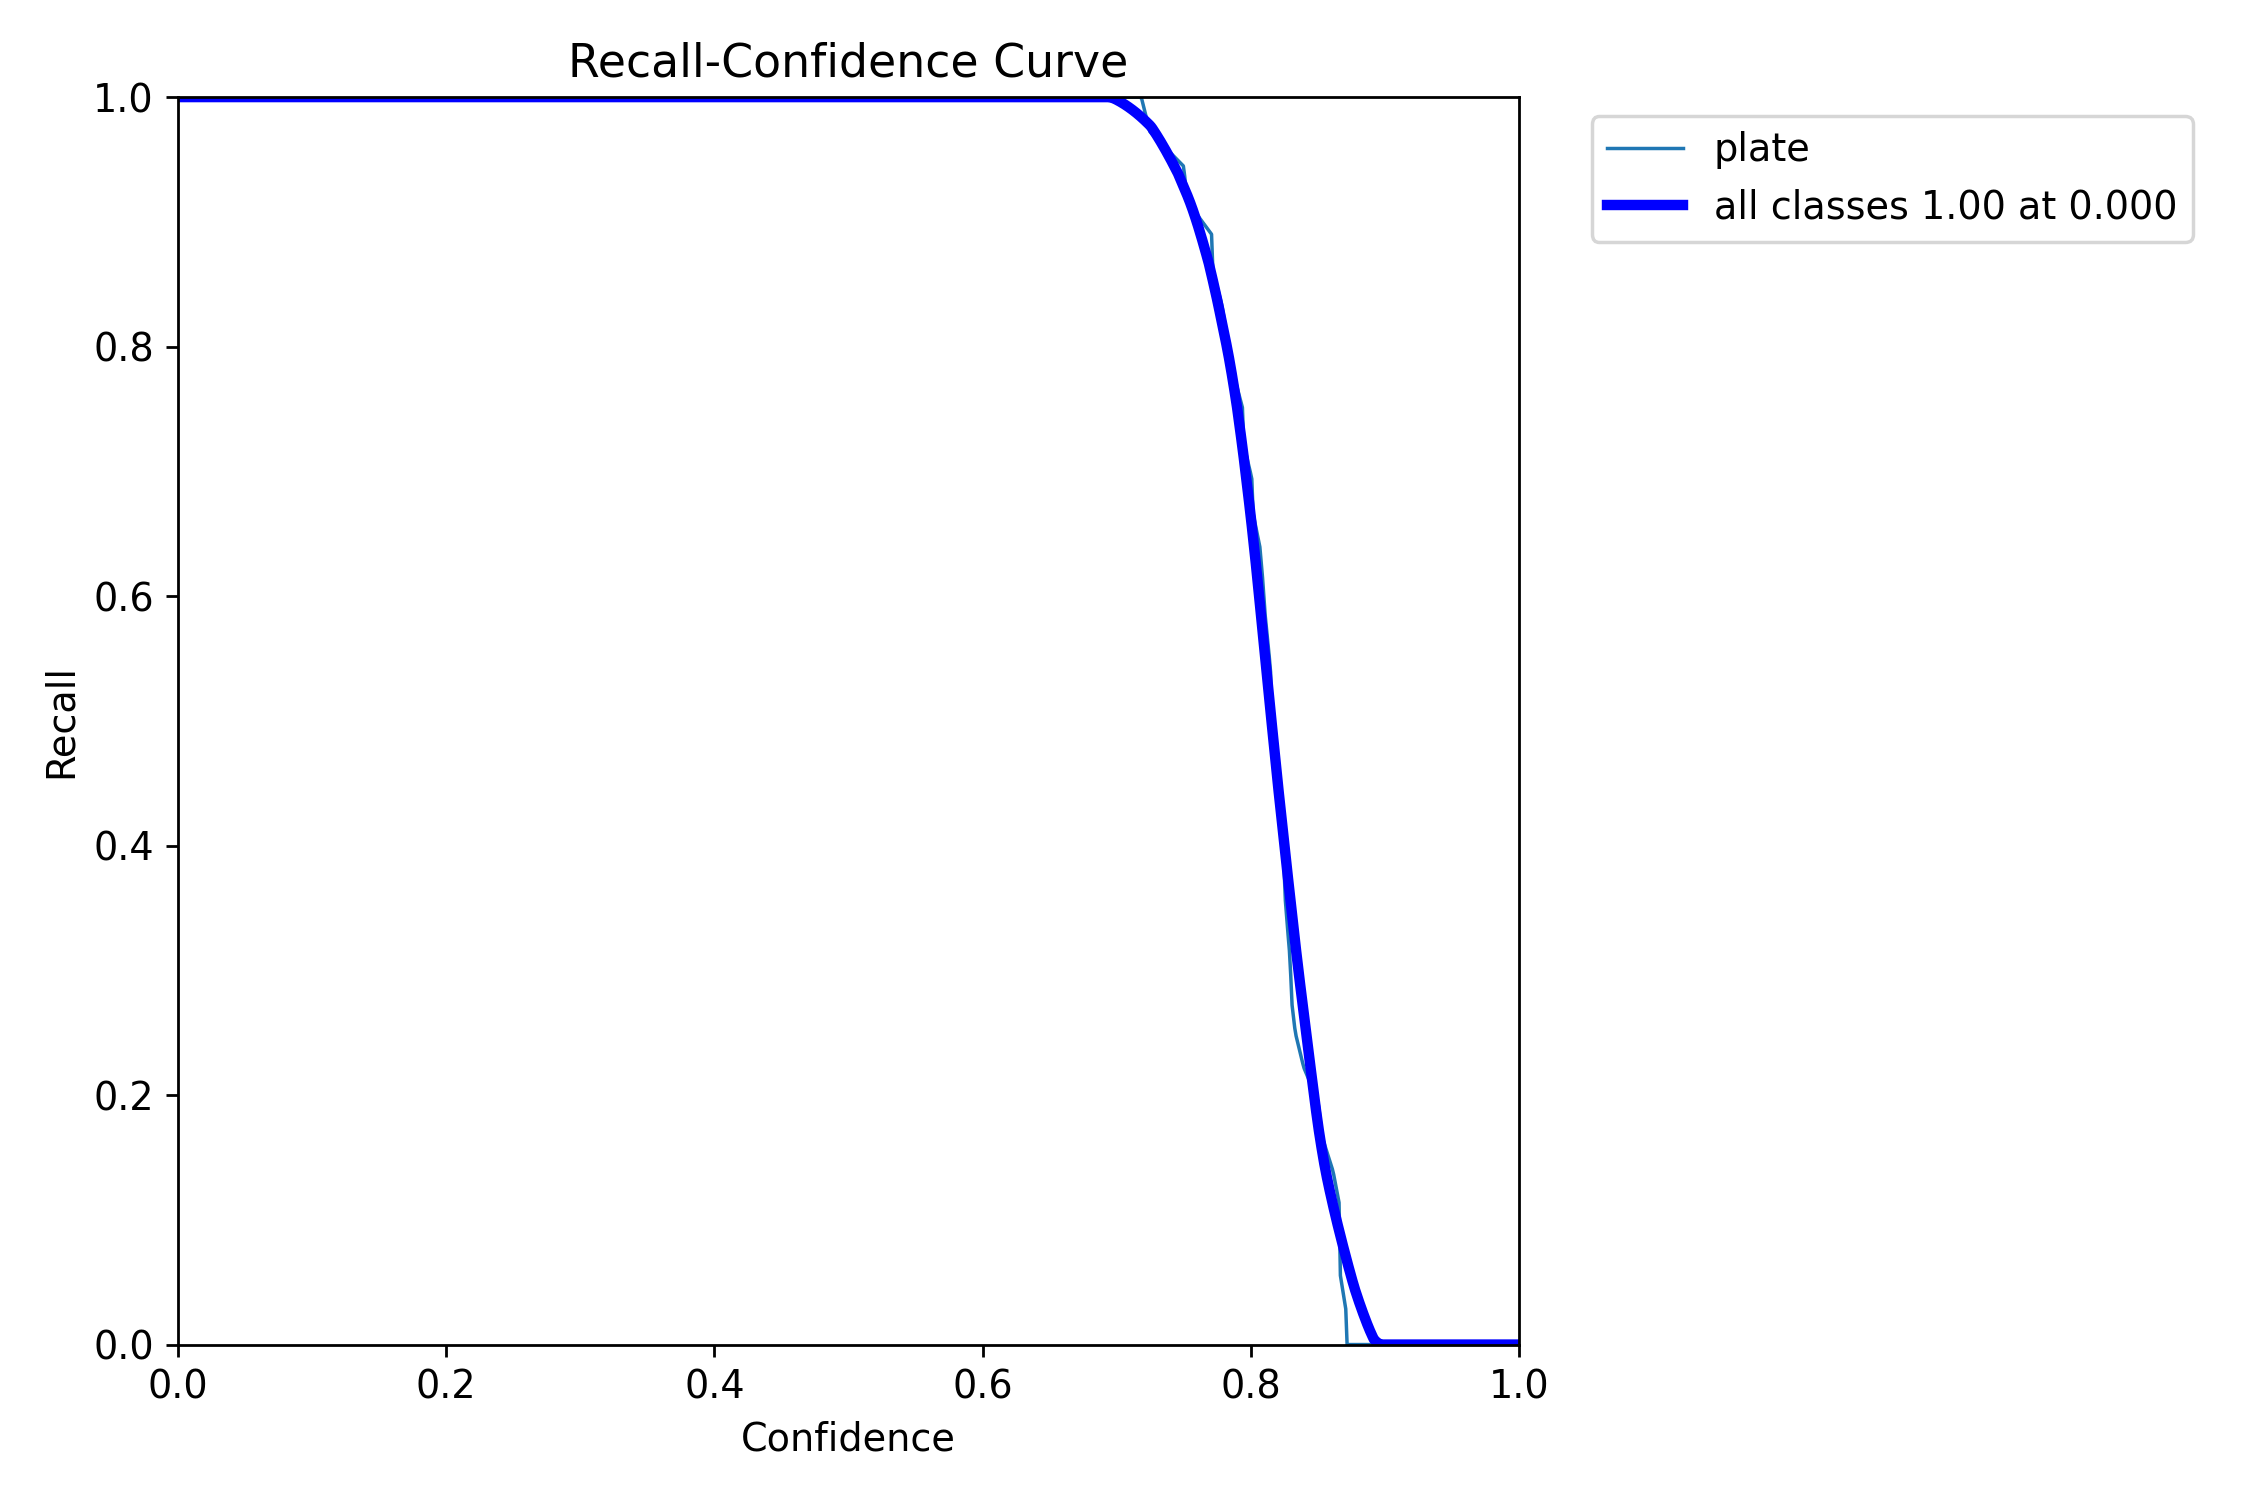 Recall-Confidence Curve
1.0
0.8
0.6
0.4
0.2
0.0
Recall
0.0 0.2 0.4 0.6 0.8 1.0
Confidence
plate
all classes 1.00 at 0.000